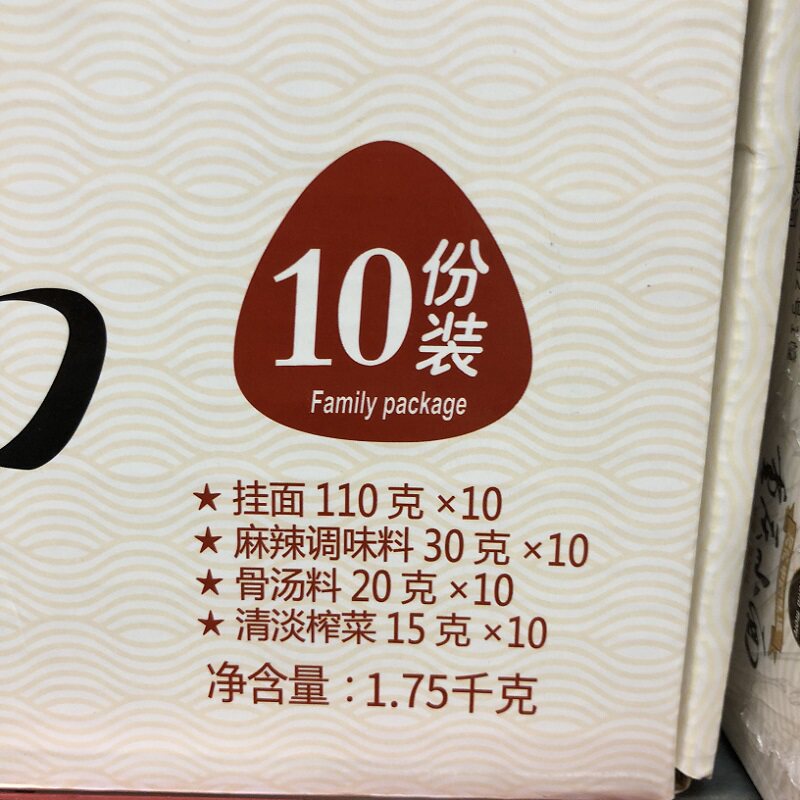 10份装
Family package
★ 挂面 110 克 ×10
★ 麻辣调味料 30 克 ×10
★ 骨汤料 20 克 ×10
★ 清淡榨菜 15 克 ×10
净含量：1.75千克